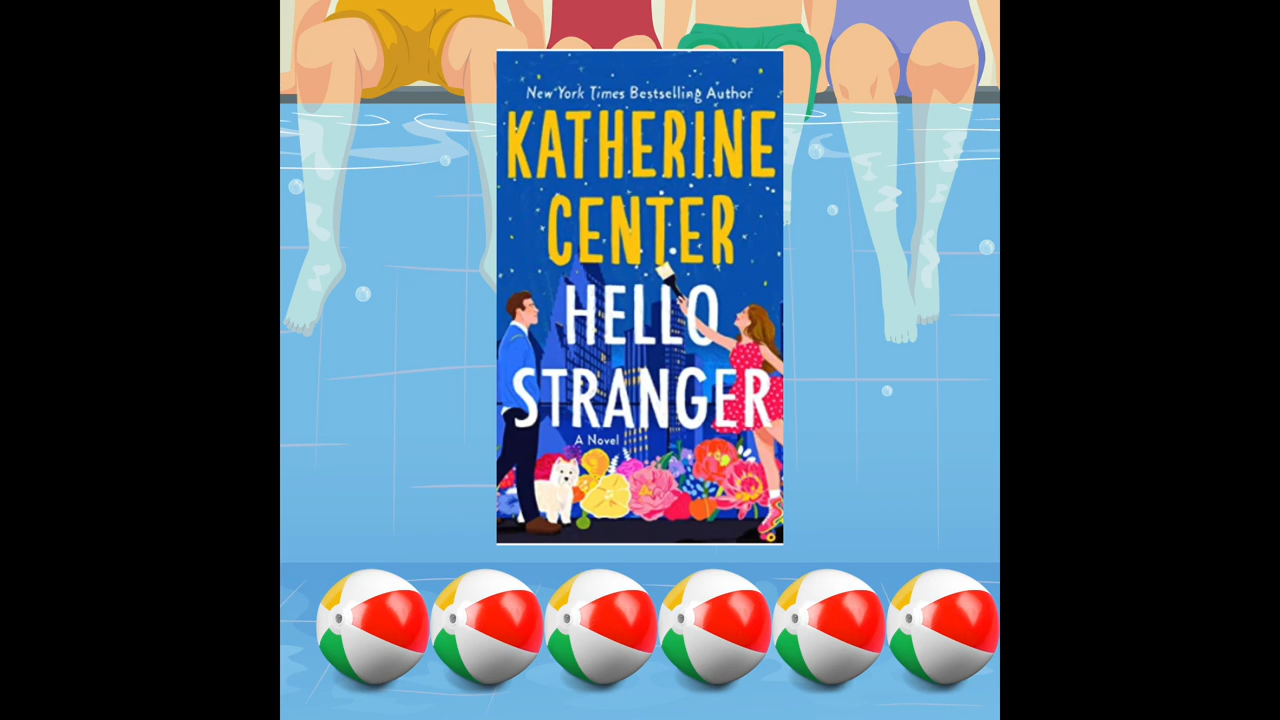 New York Times Bestselling Author
KATHERINE
CENTER
HELLO
STRANGER
A Novel